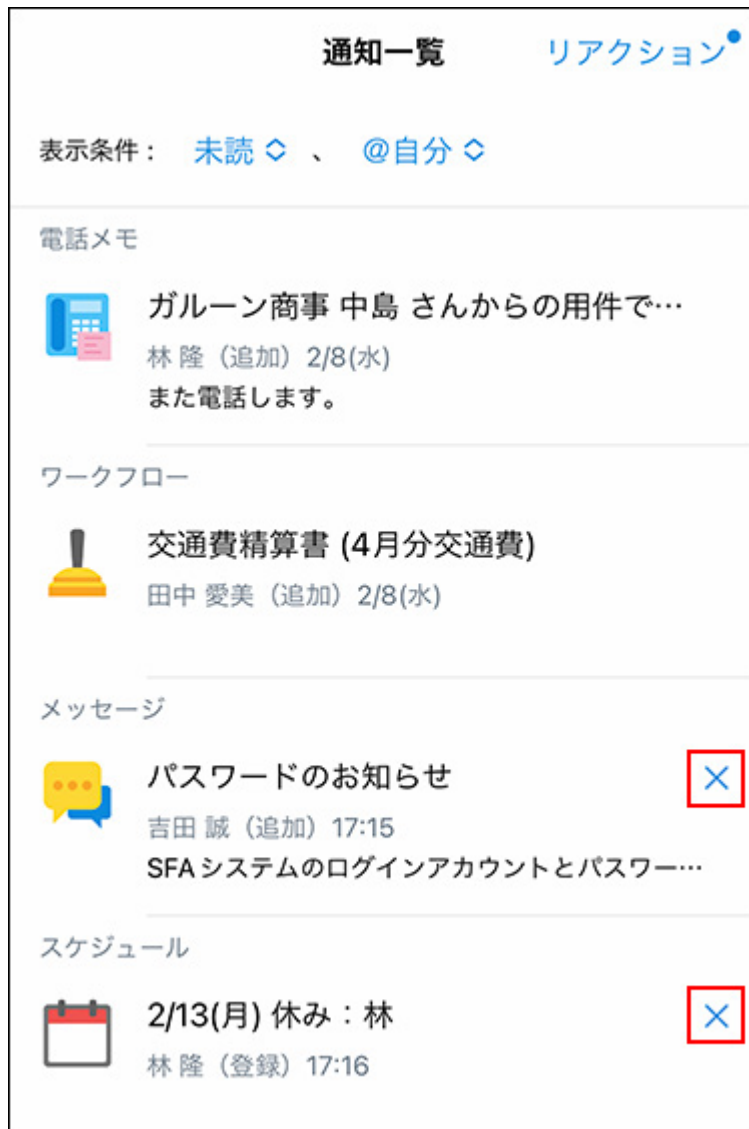 通知一覧 リアクション
表示条件： 未読 、 @自分
電話メモ
ガルーン商事 中島 さんからの用件で…
林 隆（追加）2/8(水)
また電話します。
ワークフロー
交通費精算書 (4月分交通費)
田中 愛美（追加）2/8(水)
メッセージ
パスワードのお知らせ
吉田 誠（追加）17:15
SFAシステムのログインアカウントとパスワー…
スケジュール
2/13(月) 休み：林
林 隆（登録）17:16